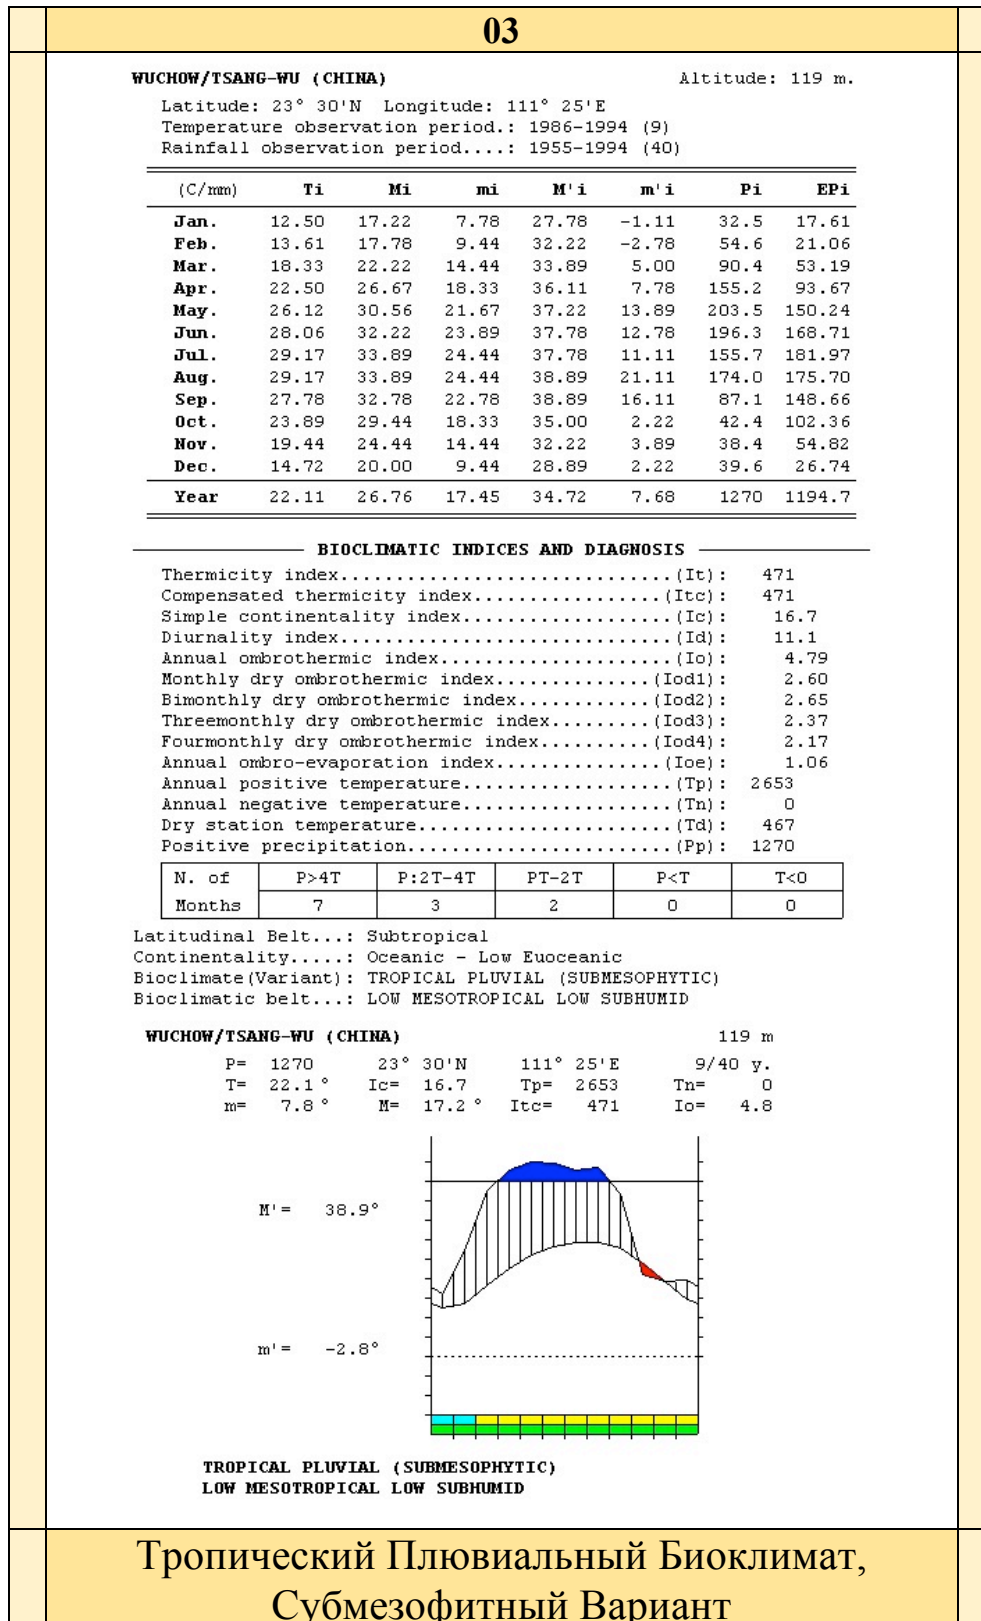 03
WUCHOW/TSANG-WU (CHINA) Altitude: 119 m.
Latitude: 23° 30'N Longitude: 111° 25'E
Temperature observation period.: 1986-1994 (9)
Rainfall observation period....: 1955-1994 (40)
(C/mm) Ti Mi mi M'i m'i Pi EPi
Jan. 12.50 17.22 7.78 27.78 -1.11 32.5 17.61
Feb. 13.61 17.78 9.44 32.22 -2.78 54.6 21.06
Mar. 18.33 22.22 14.44 33.89 5.00 90.4 53.19
Apr. 22.50 26.67 18.33 36.11 7.78 155.2 93.67
May. 26.12 30.56 21.67 37.22 13.89 203.5 150.24
Jun. 28.06 32.22 23.89 37.78 12.78 196.3 168.71
Jul. 29.17 33.89 24.44 37.78 11.11 155.7 181.97
Aug. 29.17 33.89 24.44 38.89 21.11 174.0 175.70
Sep. 27.78 32.78 22.78 38.89 16.11 87.1 148.66
Oct. 23.89 29.44 18.33 35.00 2.22 42.4 102.36
Nov. 19.44 24.44 14.44 32.22 3.89 38.4 54.82
Dec. 14.72 20.00 9.44 28.89 2.22 39.6 26.74
Year 22.11 26.76 17.45 34.72 7.68 1270 1194.7
BIOCLIMATIC INDICES AND DIAGNOSIS
Thermicity index..............................(It): 471
Compensated thermicity index.................(Itc): 471
Simple continentality index...................(Ic): 16.7
Diurnality index..............................(Id): 11.1
Annual ombrothermic index.....................(Io): 4.79
Monthly dry ombrothermic index..............(Iod1): 2.60
Bimonthly dry ombrothermic index............(Iod2): 2.65
Threemonthly dry ombrothermic index.........(Iod3): 2.37
Fourmonthly dry ombrothermic index..........(Iod4): 2.17
Annual ombro-evaporation index...............(Ioe): 1.06
Annual positive temperature...................(Tp): 2653
Annual negative temperature...................(Tn): 0
Dry station temperature.......................(Td): 467
Positive precipitation........................(Pp): 1270
N. of P>4T P:2T-4T PT-2T P<T T<0
Months 7 3 2 0 0
Latitudinal Belt...: Subtropical
Continentality.....: Oceanic - Low Euoceanic
Bioclimate(Variant): TROPICAL PLUVIAL (SUBMESOPHYTIC)
Bioclimatic belt...: LOW MESOTROPICAL LOW SUBHUMID
WUCHOW/TSANG-WU (CHINA) 119 m
P= 1270 23° 30'N 111° 25'E 9/40 y.
T= 22.1° Ic= 16.7 Tp= 2653 Tn= 0
m= 7.8° M= 17.2° Itc= 471 Io= 4.8
M'= 38.9°
m'= -2.8°
TROPICAL PLUVIAL (SUBMESOPHYTIC)
LOW MESOTROPICAL LOW SUBHUMID
Тропический Плювиальный Биоклимат,
Субмезофитный Вариант